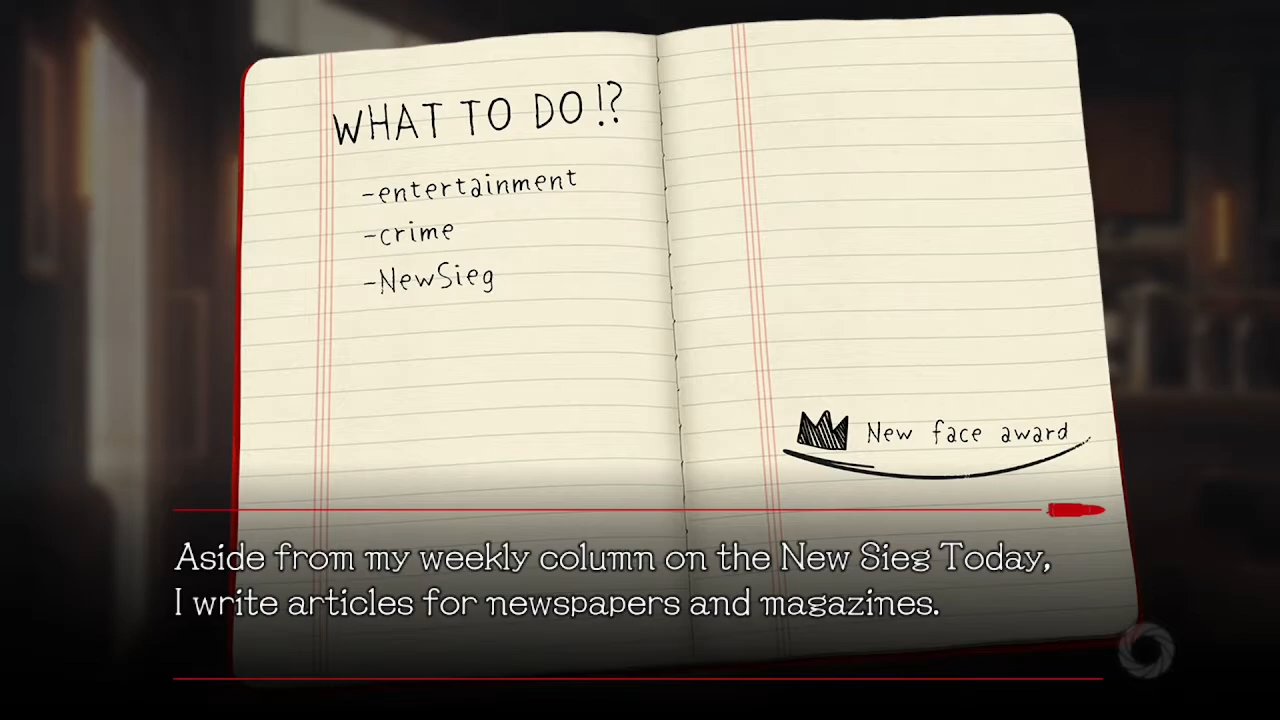 WHAT TO DO!?
-entertainment
-crime
-NewSieg
New face award
Aside from my weekly column on the New Sieg Today,
I write articles for newspapers and magazines.